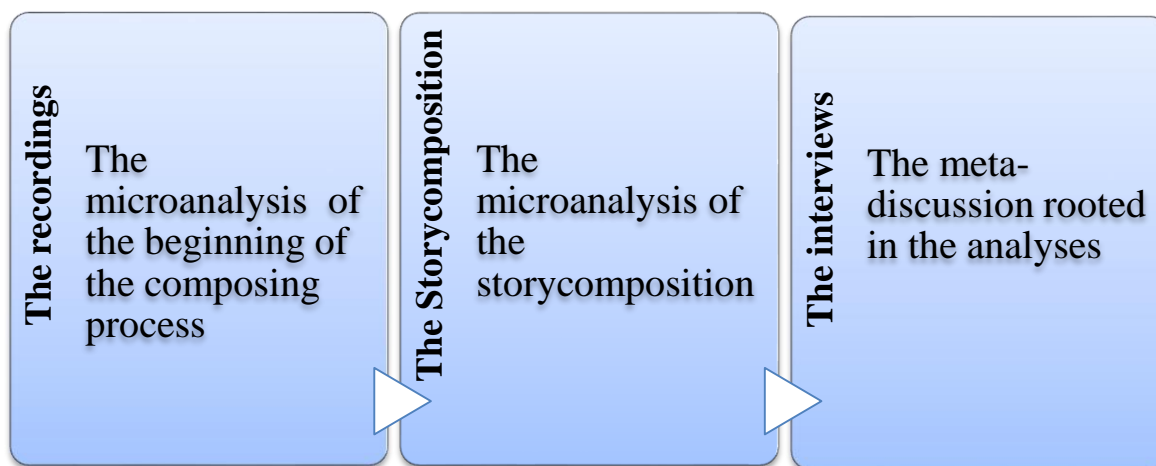 The recordings
The
microanalysis of
the beginning of
the composing
process
The Storycomposition
The
microanalysis of
the
storycomposition
The interviews
The meta-
discussion rooted
in the analyses